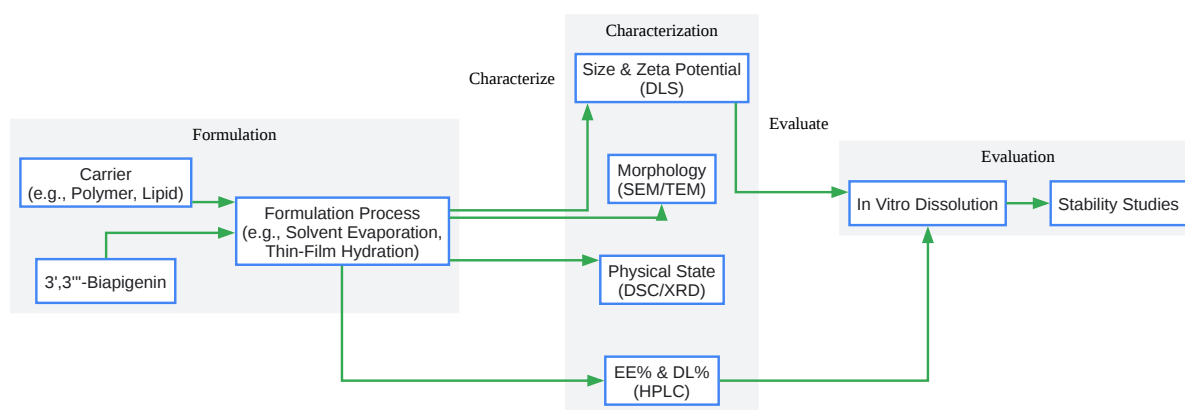 Formulation
Carrier
(e.g., Polymer, Lipid)
3',3'''-Biapigenin
Formulation Process
(e.g., Solvent Evaporation,
Thin-Film Hydration)
Characterize
Characterization
Size & Zeta Potential
(DLS)
Morphology
(SEM/TEM)
Physical State
(DSC/XRD)
EE% & DL%
(HPLC)
Evaluate
Evaluation
In Vitro Dissolution
Stability Studies